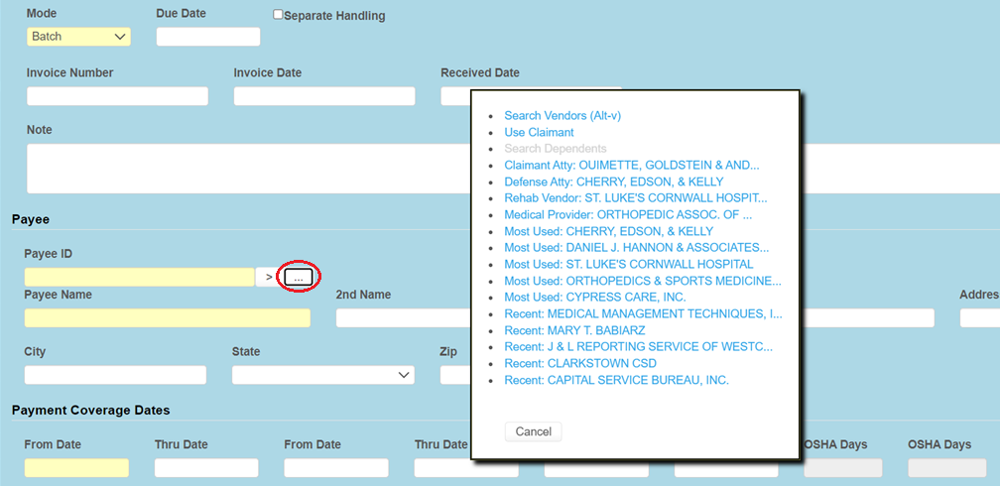 Mode
Due Date
Separate Handling
Batch
Invoice Number
Invoice Date
Received Date
Note
Search Vendors (Alt-v)
Use Claimant
Search Dependents
Claimant Atty: OUIMETTE, GOLDSTEIN & AND...
Defense Atty: CHERRY, EDSON, & KELLY
Rehab Vendor: ST. LUKE'S CORNWALL HOSPIT...
Medical Provider: ORTHOPEDIC ASSOC. OF ...
Most Used: CHERRY, EDSON, & KELLY
Most Used: DANIEL J. HANNON & ASSOCIATES...
Most Used: ST. LUKE'S CORNWALL HOSPITAL
Most Used: ORTHOPEDICS & SPORTS MEDICINE...
Most Used: CYPRESS CARE, INC.
Recent: MEDICAL MANAGEMENT TECHNIQUES, I...
Recent: MARY T. BABIARZ
Recent: J & L REPORTING SERVICE OF WESTC...
Recent: CLARKSTOWN CSD
Recent: CAPITAL SERVICE BUREAU, INC.
Cancel
Payee
Payee ID
> ...
Payee Name
2nd Name
Addres
City
State
Zip
Payment Coverage Dates
From Date
Thru Date
From Date
Thru Date
OSHA Days
OSHA Days